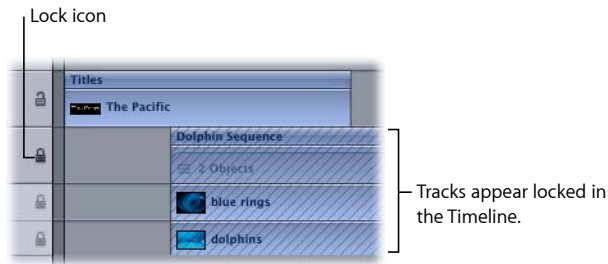 Lock icon
Titles
The Pacific
Dolphin Sequence
2 Objects
blue rings
dolphins
Tracks appear locked in
the Timeline.